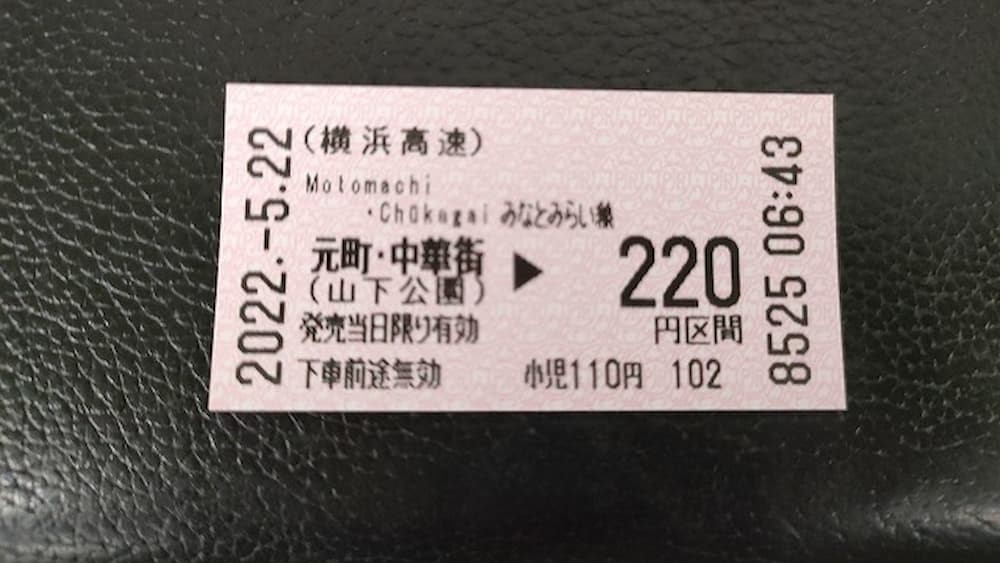 2022.-5.22
(横浜高速)
Motomachi
・Chūkagai みなとみらい線
元町・中華街 ▶ 220
(山下公園)
発売当日限り有効 円区間
下車前途無効 小児110円 102
8525 06:43